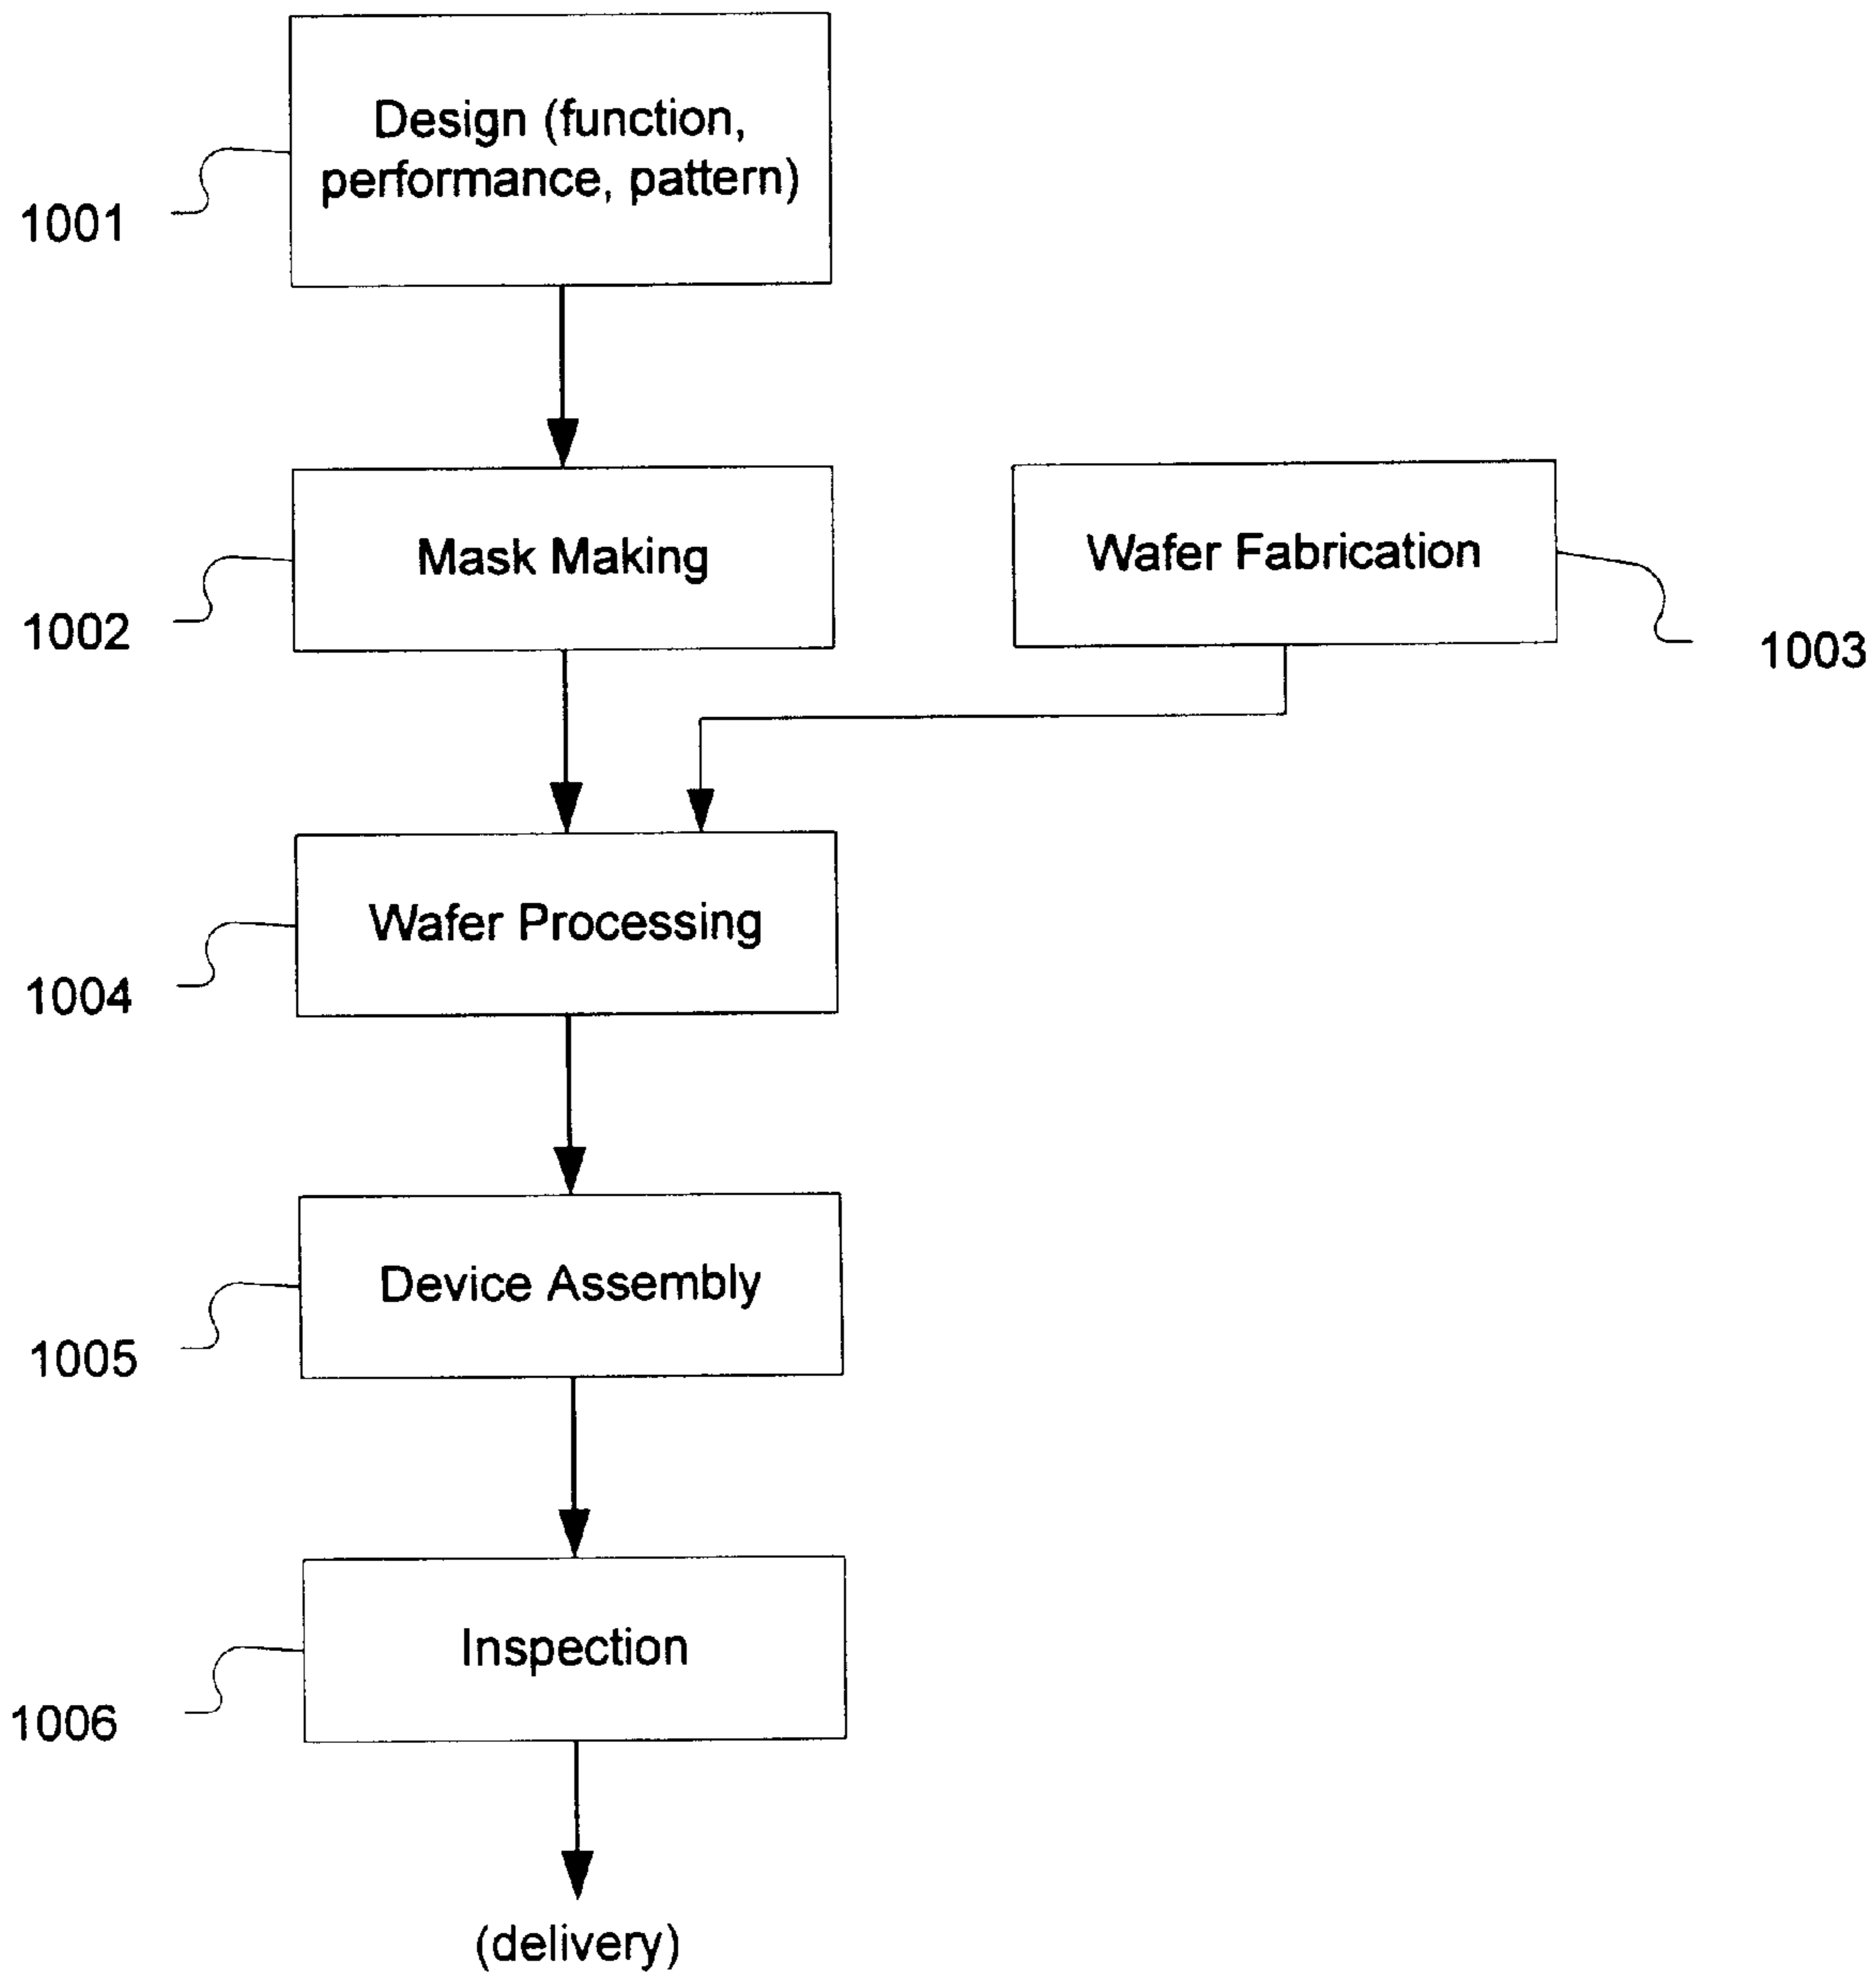 Design (function,
performance, pattern)
1001
Mask Making
1002
Wafer Fabrication
1003
Wafer Processing
1004
Device Assembly
1005
Inspection
1006
(delivery)